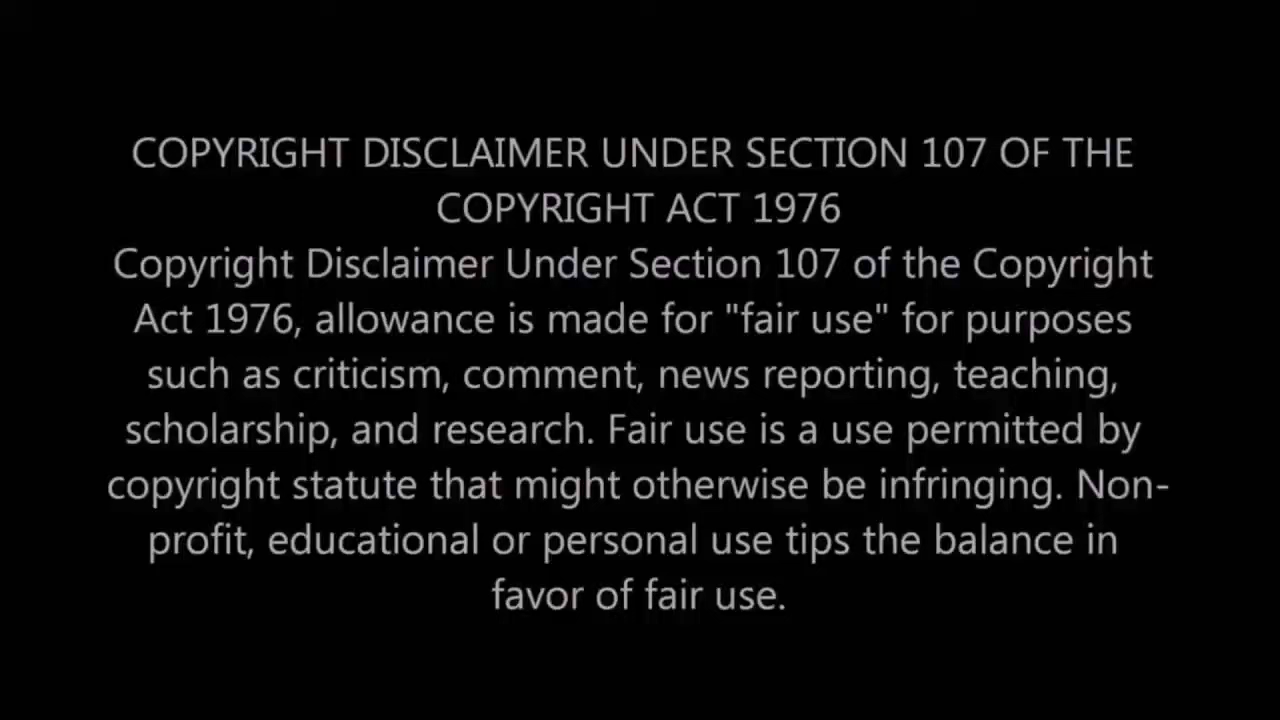 COPYRIGHT DISCLAIMER UNDER SECTION 107 OF THE
COPYRIGHT ACT 1976
Copyright Disclaimer Under Section 107 of the Copyright
Act 1976, allowance is made for "fair use" for purposes
such as criticism, comment, news reporting, teaching,
scholarship, and research. Fair use is a use permitted by
copyright statute that might otherwise be infringing. Non-
profit, educational or personal use tips the balance in
favor of fair use.